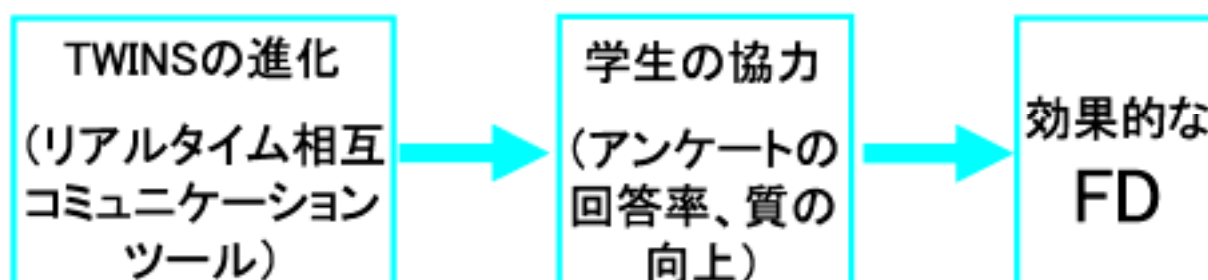 TWINSの進化
(リアルタイム相互
コミュニケーション
ツール)
学生の協力
(アンケートの
回答率、質の
向上)
効果的な
FD